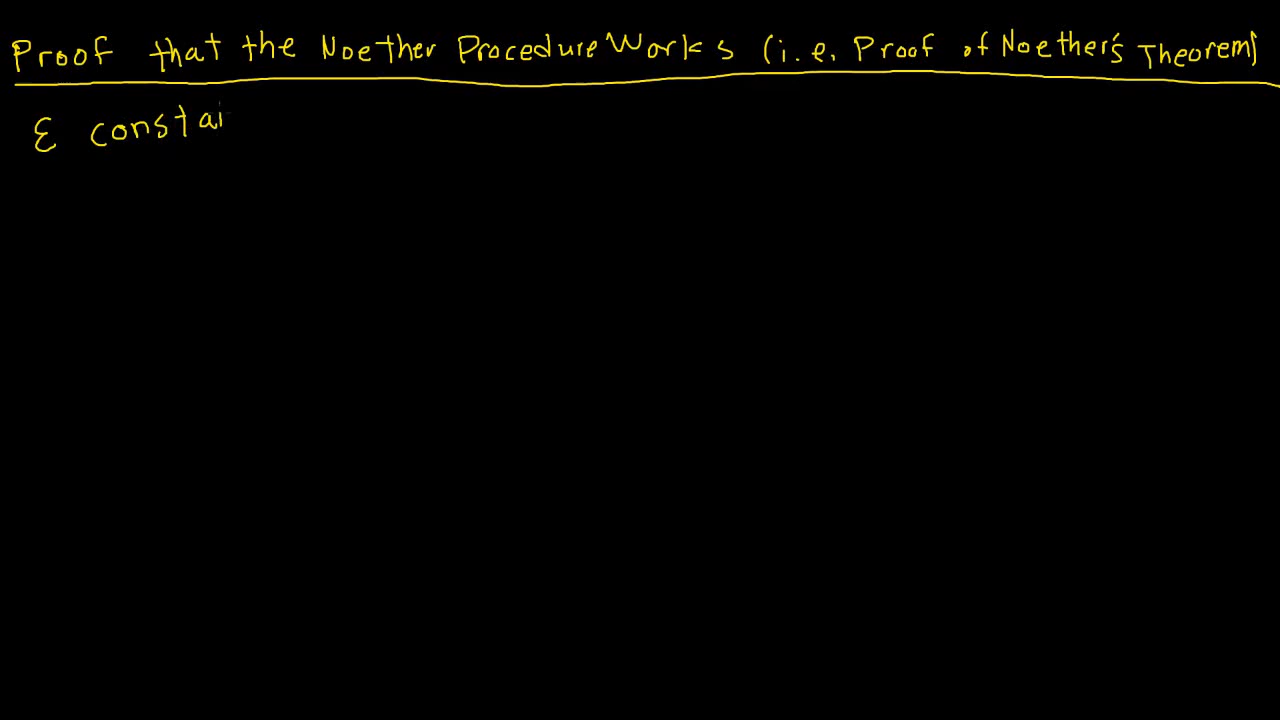 Proof that the Noether Procedure Works (i.e. Proof of Noether's Theorem)
ε constai